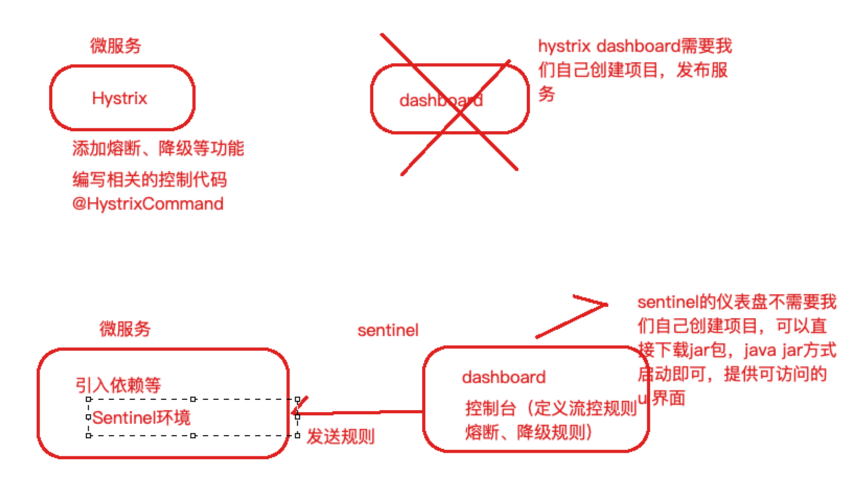 微服务
Hystrix
添加熔断、降级等功能
编写相关的控制代码
@HystrixCommand
dashboard
hystrix dashboard需要我
们自己创建项目，发布服
务
微服务
引入依赖等
Sentinel环境
发送规则
sentinel
dashboard
控制台（定义流控规则
熔断、降级规则）
sentinel的仪表盘不需要我
们自己创建项目，可以直
接下载jar包，java jar方式
启动即可，提供可访问的
u 界面